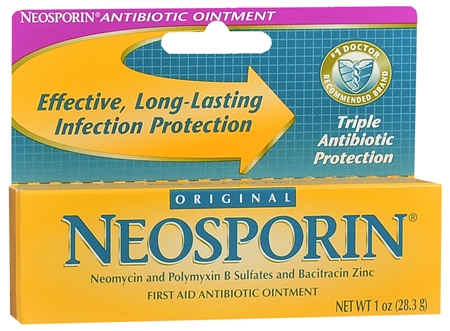 NEOSPORIN® ANTIBIOTIC OINTMENT
#1 DOCTOR
RECOMMENDED BRAND
Effective, Long-Lasting
Infection Protection
Triple
Antibiotic
Protection
ORIGINAL
NEOSPORIN®
Neomycin and Polymyxin B Sulfates and Bacitracin Zinc
FIRST AID ANTIBIOTIC OINTMENT
NET WT 1 oz (28.3 g)